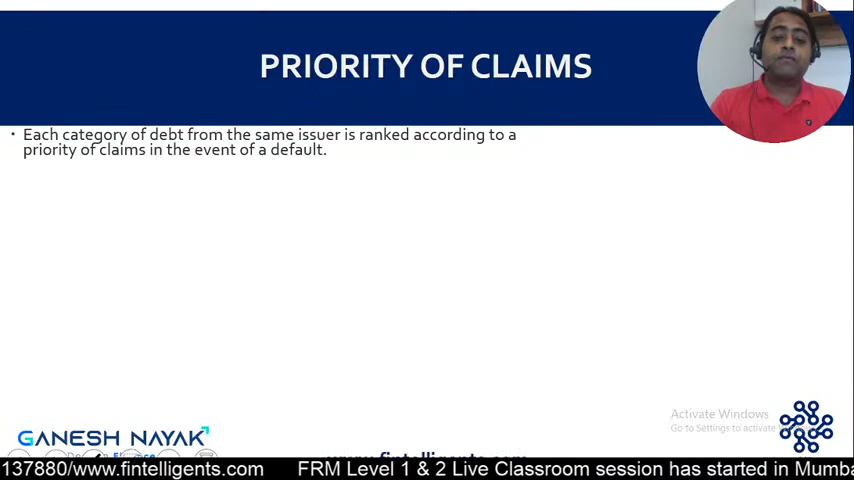 PRIORITY OF CLAIMS
• Each category of debt from the same issuer is ranked according to a
priority of claims in the event of a default.
Activate Windows
Go to Settings to activate
GANESH NAYAK
www.fintelligents.com
137880/www.fintelligents.com FRM Level 1 & 2 Live Classroom session has started in Mumba